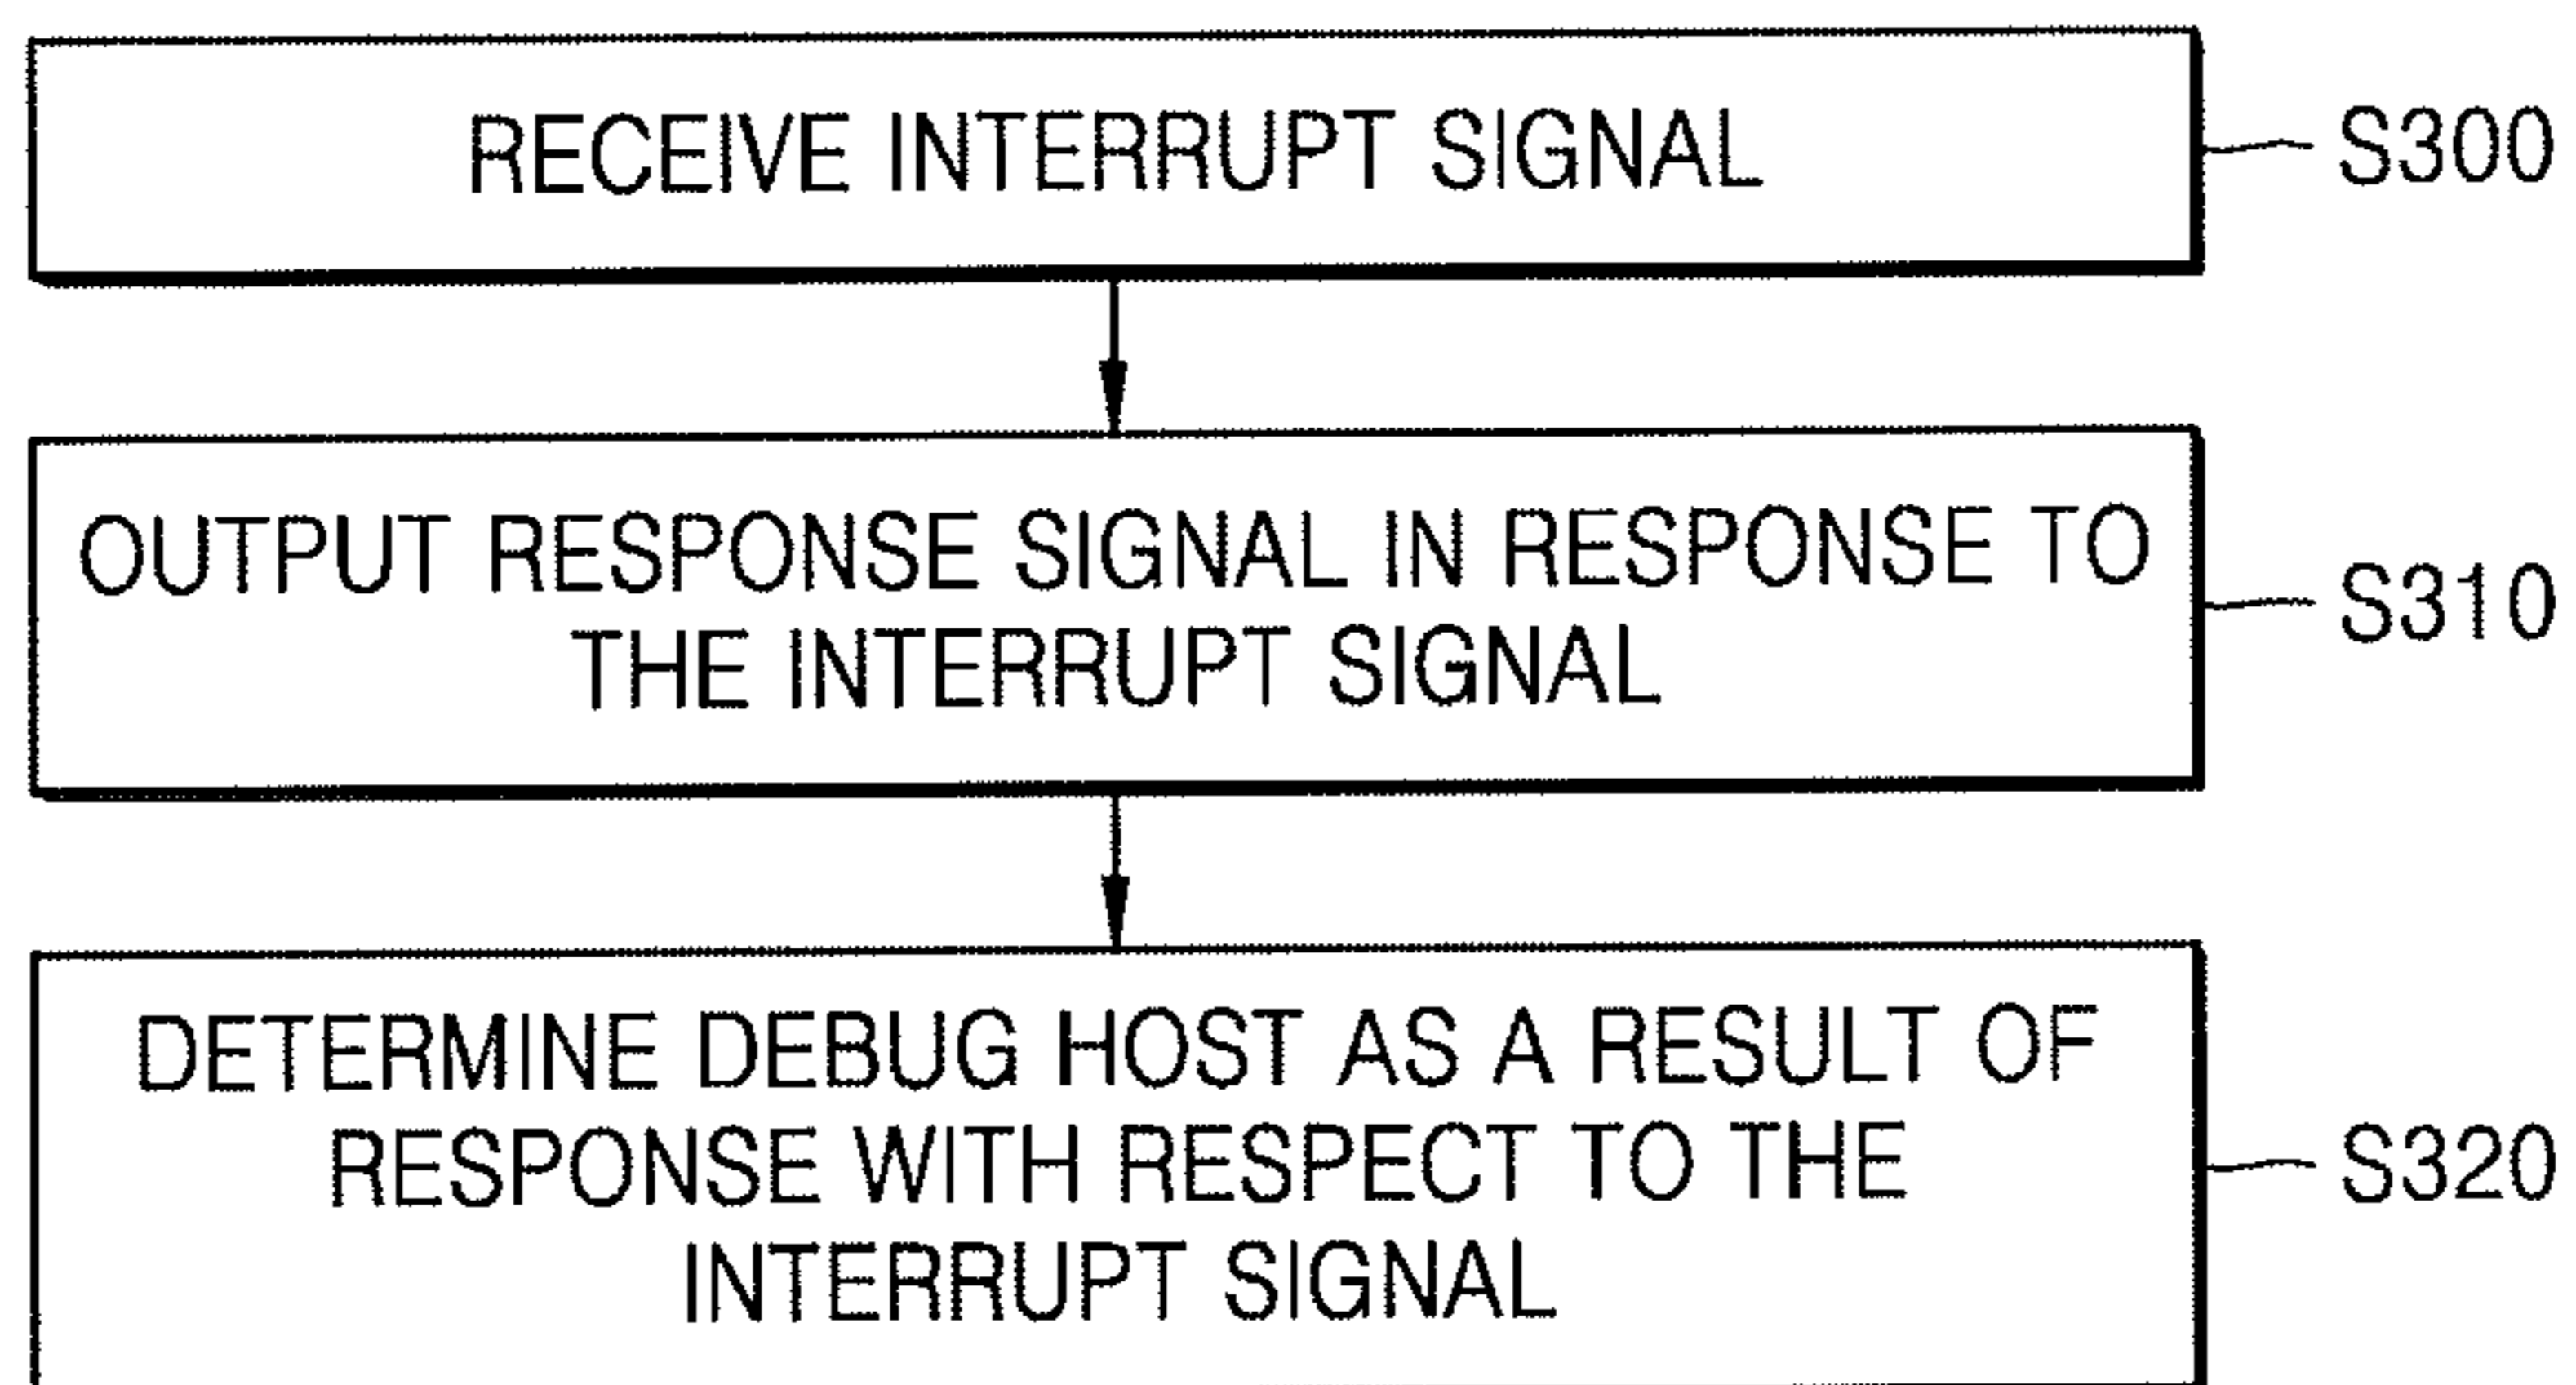 RECEIVE INTERRUPT SIGNAL
S300
OUTPUT RESPONSE SIGNAL IN RESPONSE TO
THE INTERRUPT SIGNAL
S310
DETERMINE DEBUG HOST AS A RESULT OF
RESPONSE WITH RESPECT TO THE
INTERRUPT SIGNAL
S320